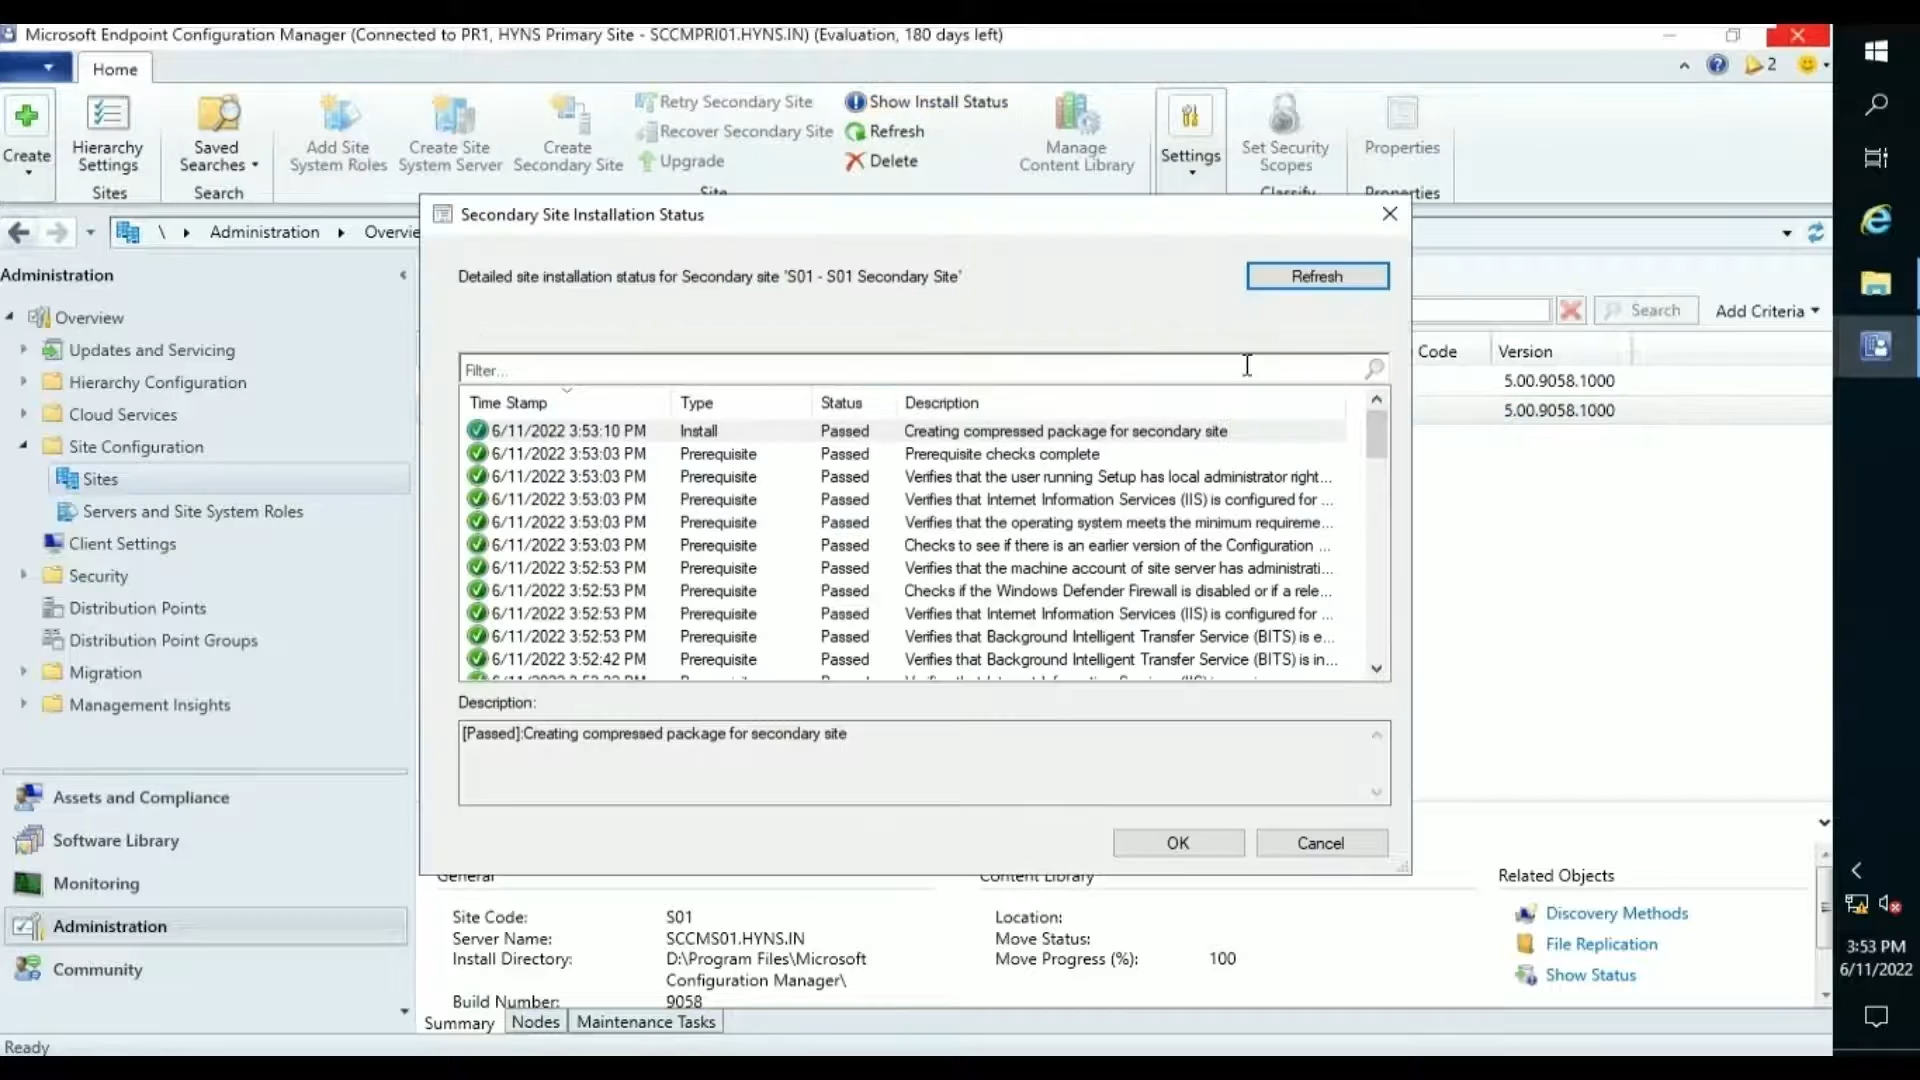 Microsoft Endpoint Configuration Manager (Connected to PR1, HYNS Primary Site - SCCMPRI01.HYNS.IN) (Evaluation, 180 days left)
Home
2
Create
Hierarchy Settings
Sites
Saved Searches
Search
Add Site System Roles
Create Site System Server
Create Secondary Site
Retry Secondary Site
Recover Secondary Site
Upgrade
Show Install Status
Refresh
Delete
Site
Manage Content Library
Settings
Set Security Scopes
Classify
Properties
Properties
\ Administration Overvie
Administration
Overview
Updates and Servicing
Hierarchy Configuration
Cloud Services
Site Configuration
Sites
Servers and Site System Roles
Client Settings
Security
Distribution Points
Distribution Point Groups
Migration
Management Insights
Assets and Compliance
Software Library
Monitoring
Administration
Community
Ready
Secondary Site Installation Status
Detailed site installation status for Secondary site 'S01 - S01 Secondary Site'
Refresh
Filter...
Time Stamp Type Status Description
6/11/2022 3:53:10 PM Install Passed Creating compressed package for secondary site
6/11/2022 3:53:03 PM Prerequisite Passed Prerequisite checks complete
6/11/2022 3:53:03 PM Prerequisite Passed Verifies that the user running Setup has local administrator right...
6/11/2022 3:53:03 PM Prerequisite Passed Verifies that Internet Information Services (IIS) is configured for ...
6/11/2022 3:53:03 PM Prerequisite Passed Verifies that the operating system meets the minimum requireme...
6/11/2022 3:53:03 PM Prerequisite Passed Checks to see if there is an earlier version of the Configuration ...
6/11/2022 3:52:53 PM Prerequisite Passed Verifies that the machine account of site server has administrati...
6/11/2022 3:52:53 PM Prerequisite Passed Checks if the Windows Defender Firewall is disabled or if a rele...
6/11/2022 3:52:53 PM Prerequisite Passed Verifies that Internet Information Services (IIS) is configured for ...
6/11/2022 3:52:53 PM Prerequisite Passed Verifies that Background Intelligent Transfer Service (BITS) is e...
6/11/2022 3:52:42 PM Prerequisite Passed Verifies that Background Intelligent Transfer Service (BITS) is in...
Description:
[Passed]:Creating compressed package for secondary site
OK
Cancel
Search
Add Criteria
Code Version
5.00.9058.1000
5.00.9058.1000
General
Site Code: S01
Server Name: SCCMS01.HYNS.IN
Install Directory: D:\Program Files\Microsoft
Configuration Manager\
Build Number: 9058
Content Library
Location:
Move Status:
Move Progress (%): 100
Related Objects
Discovery Methods
File Replication
Show Status
Summary Nodes Maintenance Tasks
3:53 PM
6/11/2022